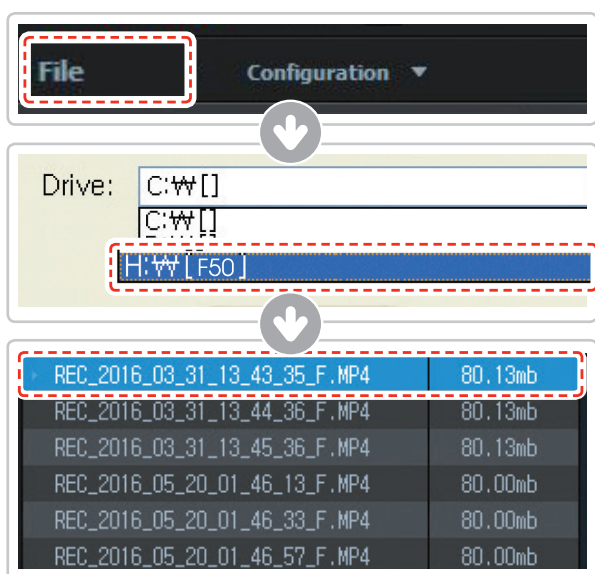 File Configuration ▼
Drive: C:₩[]
C:₩[]
H:₩[F50]
REC_2016_03_31_13_43_35_F.MP4 80.13mb
REC_2016_03_31_13_44_36_F.MP4 80.13mb
REC_2016_03_31_13_45_36_F.MP4 80.13mb
REC_2016_05_20_01_46_13_F.MP4 80.00mb
REC_2016_05_20_01_46_33_F.MP4 80.00mb
REC_2016_05_20_01_46_57_F.MP4 80.00mb